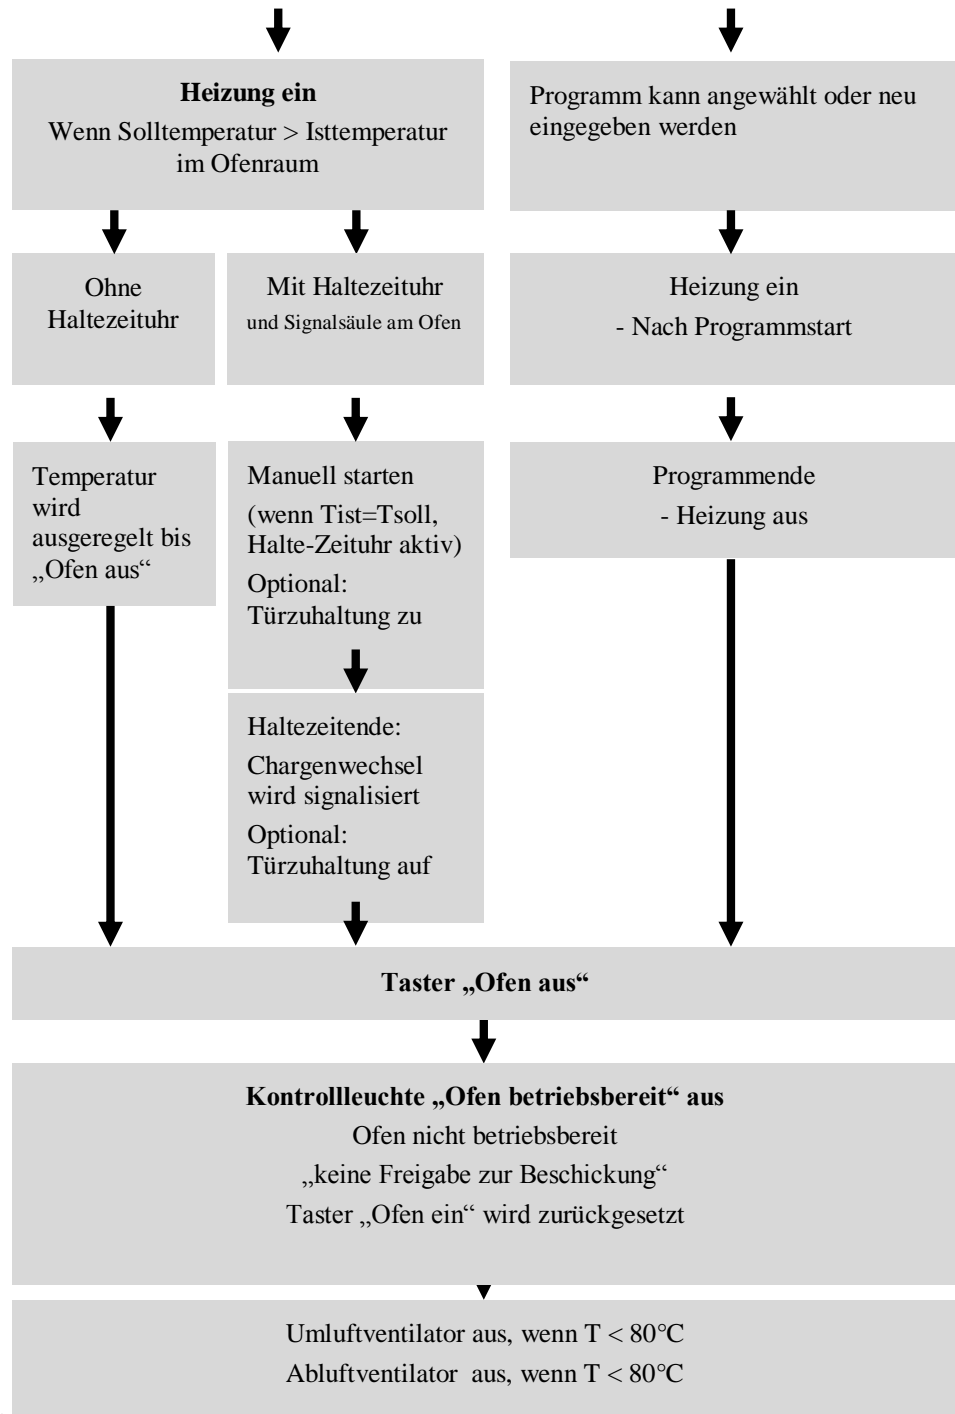 Heizung ein
Wenn Solltemperatur > Isttemperatur
im Ofenraum
Programm kann angewählt oder neu
eingegeben werden
Ohne
Haltezeituhr
Mit Haltezeituhr
und Signalsäule am Ofen
Heizung ein
- Nach Programmstart
Temperatur
wird
ausgeregelt bis
„Ofen aus“
Manuell starten
(wenn Tist=Tsoll,
Halte-Zeituhr aktiv)
Optional:
Türzuhaltung zu
Programmende
- Heizung aus
Haltezeitende:
Chargenwechsel
wird signalisiert
Optional:
Türzuhaltung auf
Taster „Ofen aus“
Kontrollleuchte „Ofen betriebsbereit“ aus
Ofen nicht betriebsbereit
„keine Freigabe zur Beschickung“
Taster „Ofen ein“ wird zurückgesetzt
Umluftventilator aus, wenn T < 80°C
Abluftventilator  aus, wenn T < 80°C